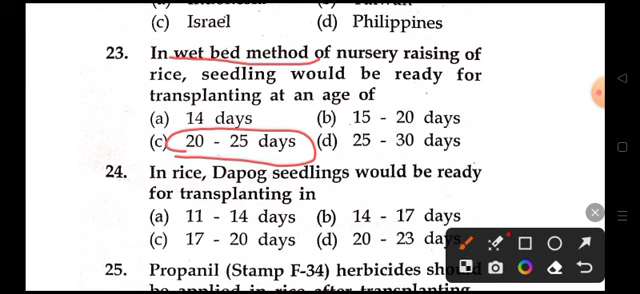 (c) Israel (d) Philippines
23. In wet bed method of nursery raising of
rice, seedling would be ready for
transplanting at an age of
(a) 14 days (b) 15 - 20 days
(c) 20 - 25 days (d) 25 - 30 days
24. In rice, Dapog seedlings would be ready
for transplanting in
(a) 11 - 14 days (b) 14 - 17 days
(c) 17 - 20 days (d) 20 - 23 days
25. Propanil (Stamp F-34) herbicides should